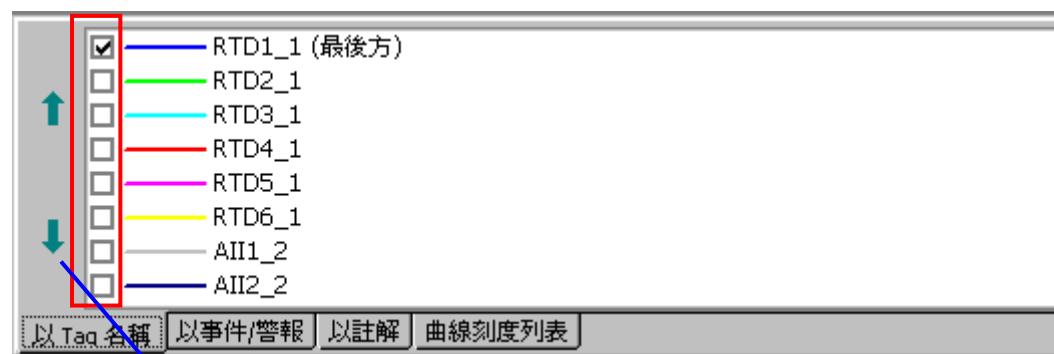 RTD1_1 (最後方)
RTD2_1
RTD3_1
RTD4_1
RTD5_1
RTD6_1
AII1_2
AII2_2
以 Tag 名稱 以事件/警報 以註解 曲線刻度列表